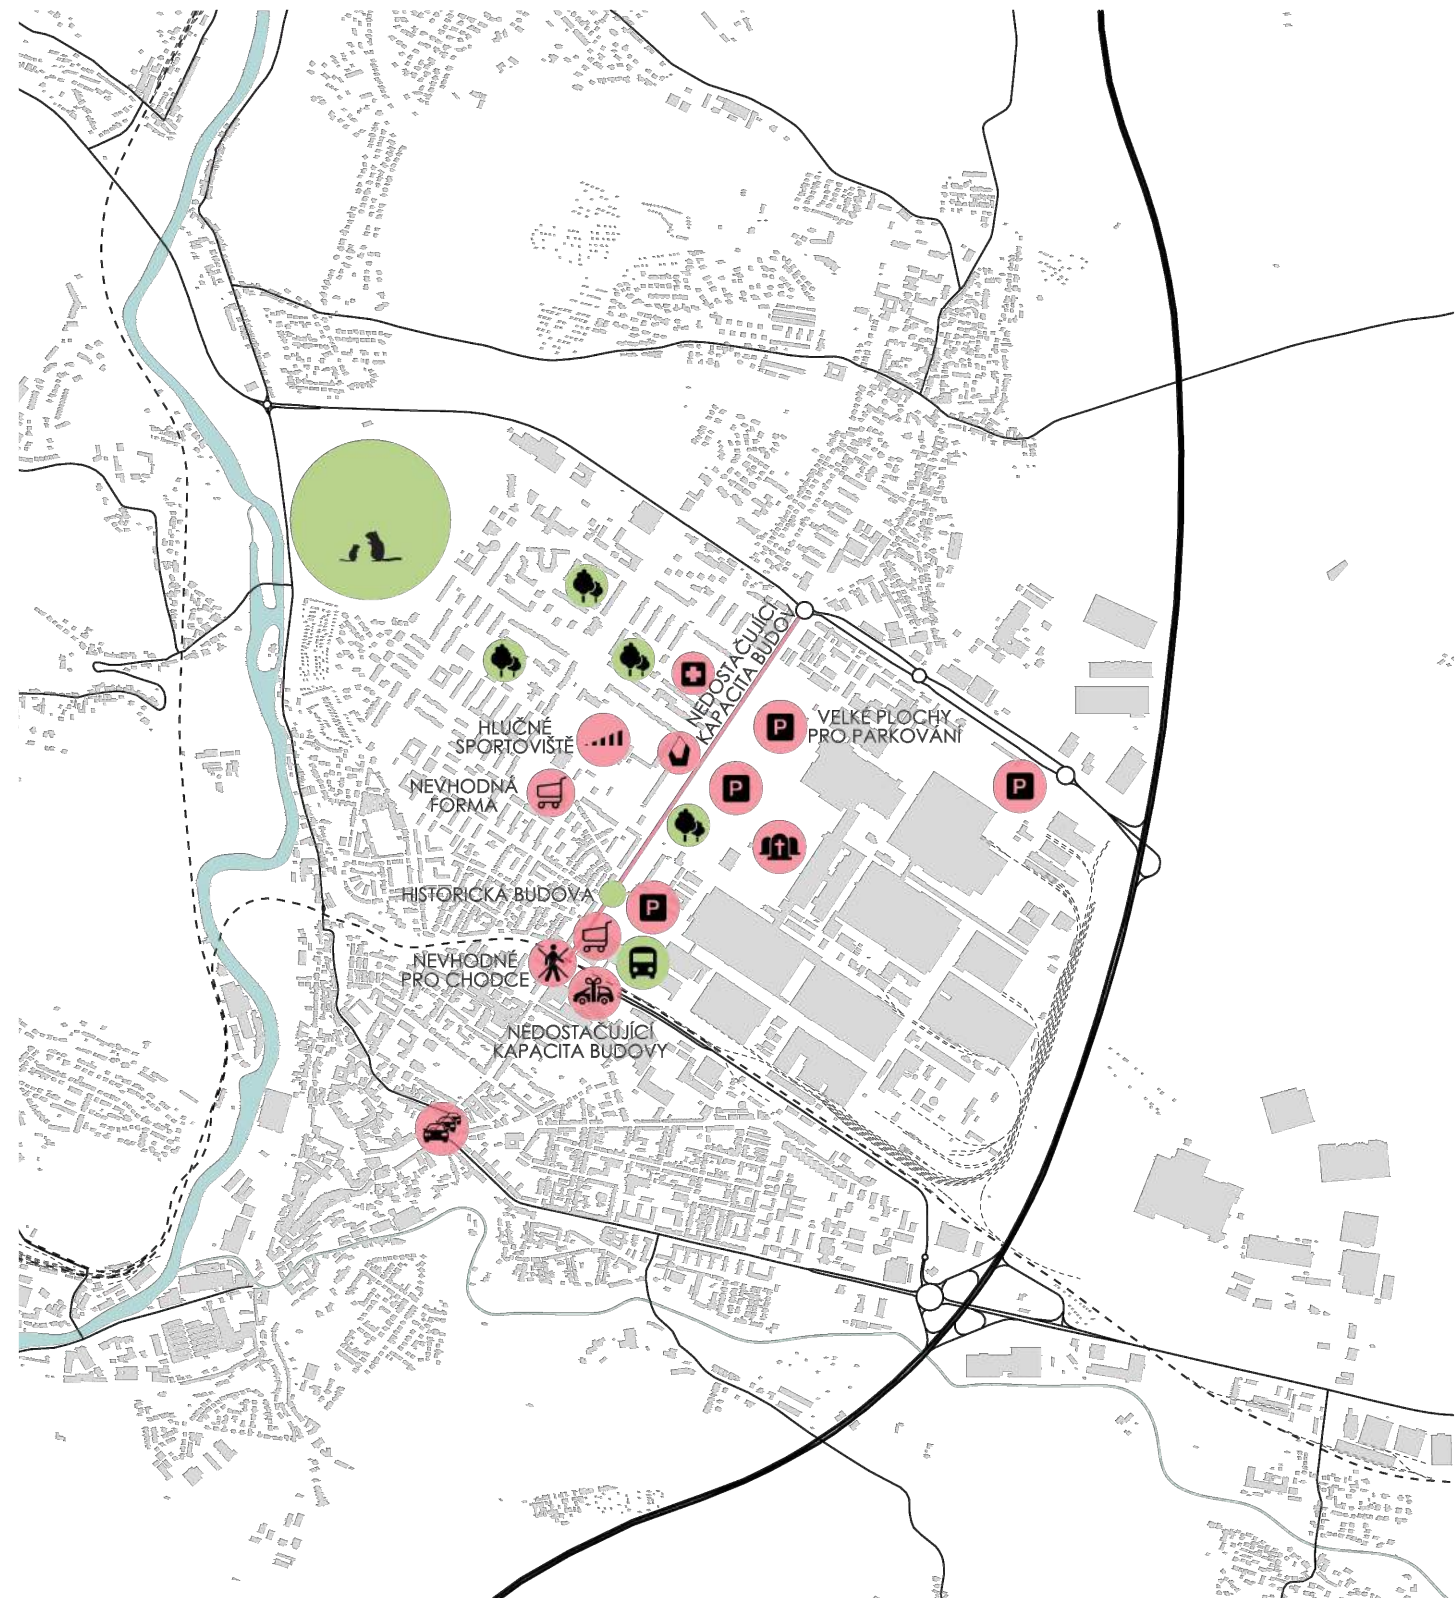 NEDOSTAČUJÍCÍ
KAPACITA BUDOV
HLUČNÉ
SPORTOVIŠTĚ
P
VELKÉ PLOCHY
PRO PARKOVÁNÍ
NEVHODNÁ
FORMA
P
P
HISTORICKÁ BUDOVA
P
NEVHODNÉ
PRO CHODCE
NEDOSTAČUJÍCÍ
KAPACITA BUDOVY